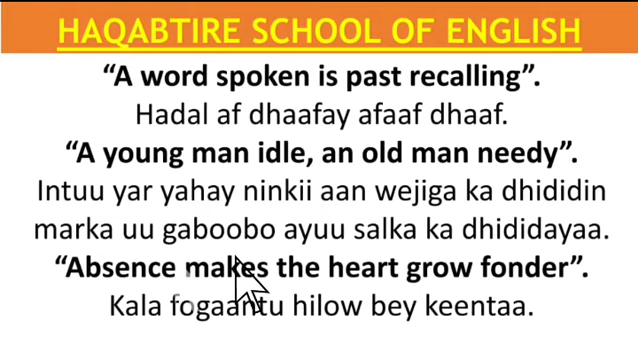 HAQABTIRE SCHOOL OF ENGLISH
“A word spoken is past recalling”.
Hadal af dhaafay afaaf dhaaf.
“A young man idle, an old man needy”.
Intuu yar yahay ninkii aan wejiga ka dhididin
marka uu gaboobo ayuu salka ka dhididayaa.
“Absence makes the heart grow fonder”.
Kala fogaantu hilow bey keentaa.